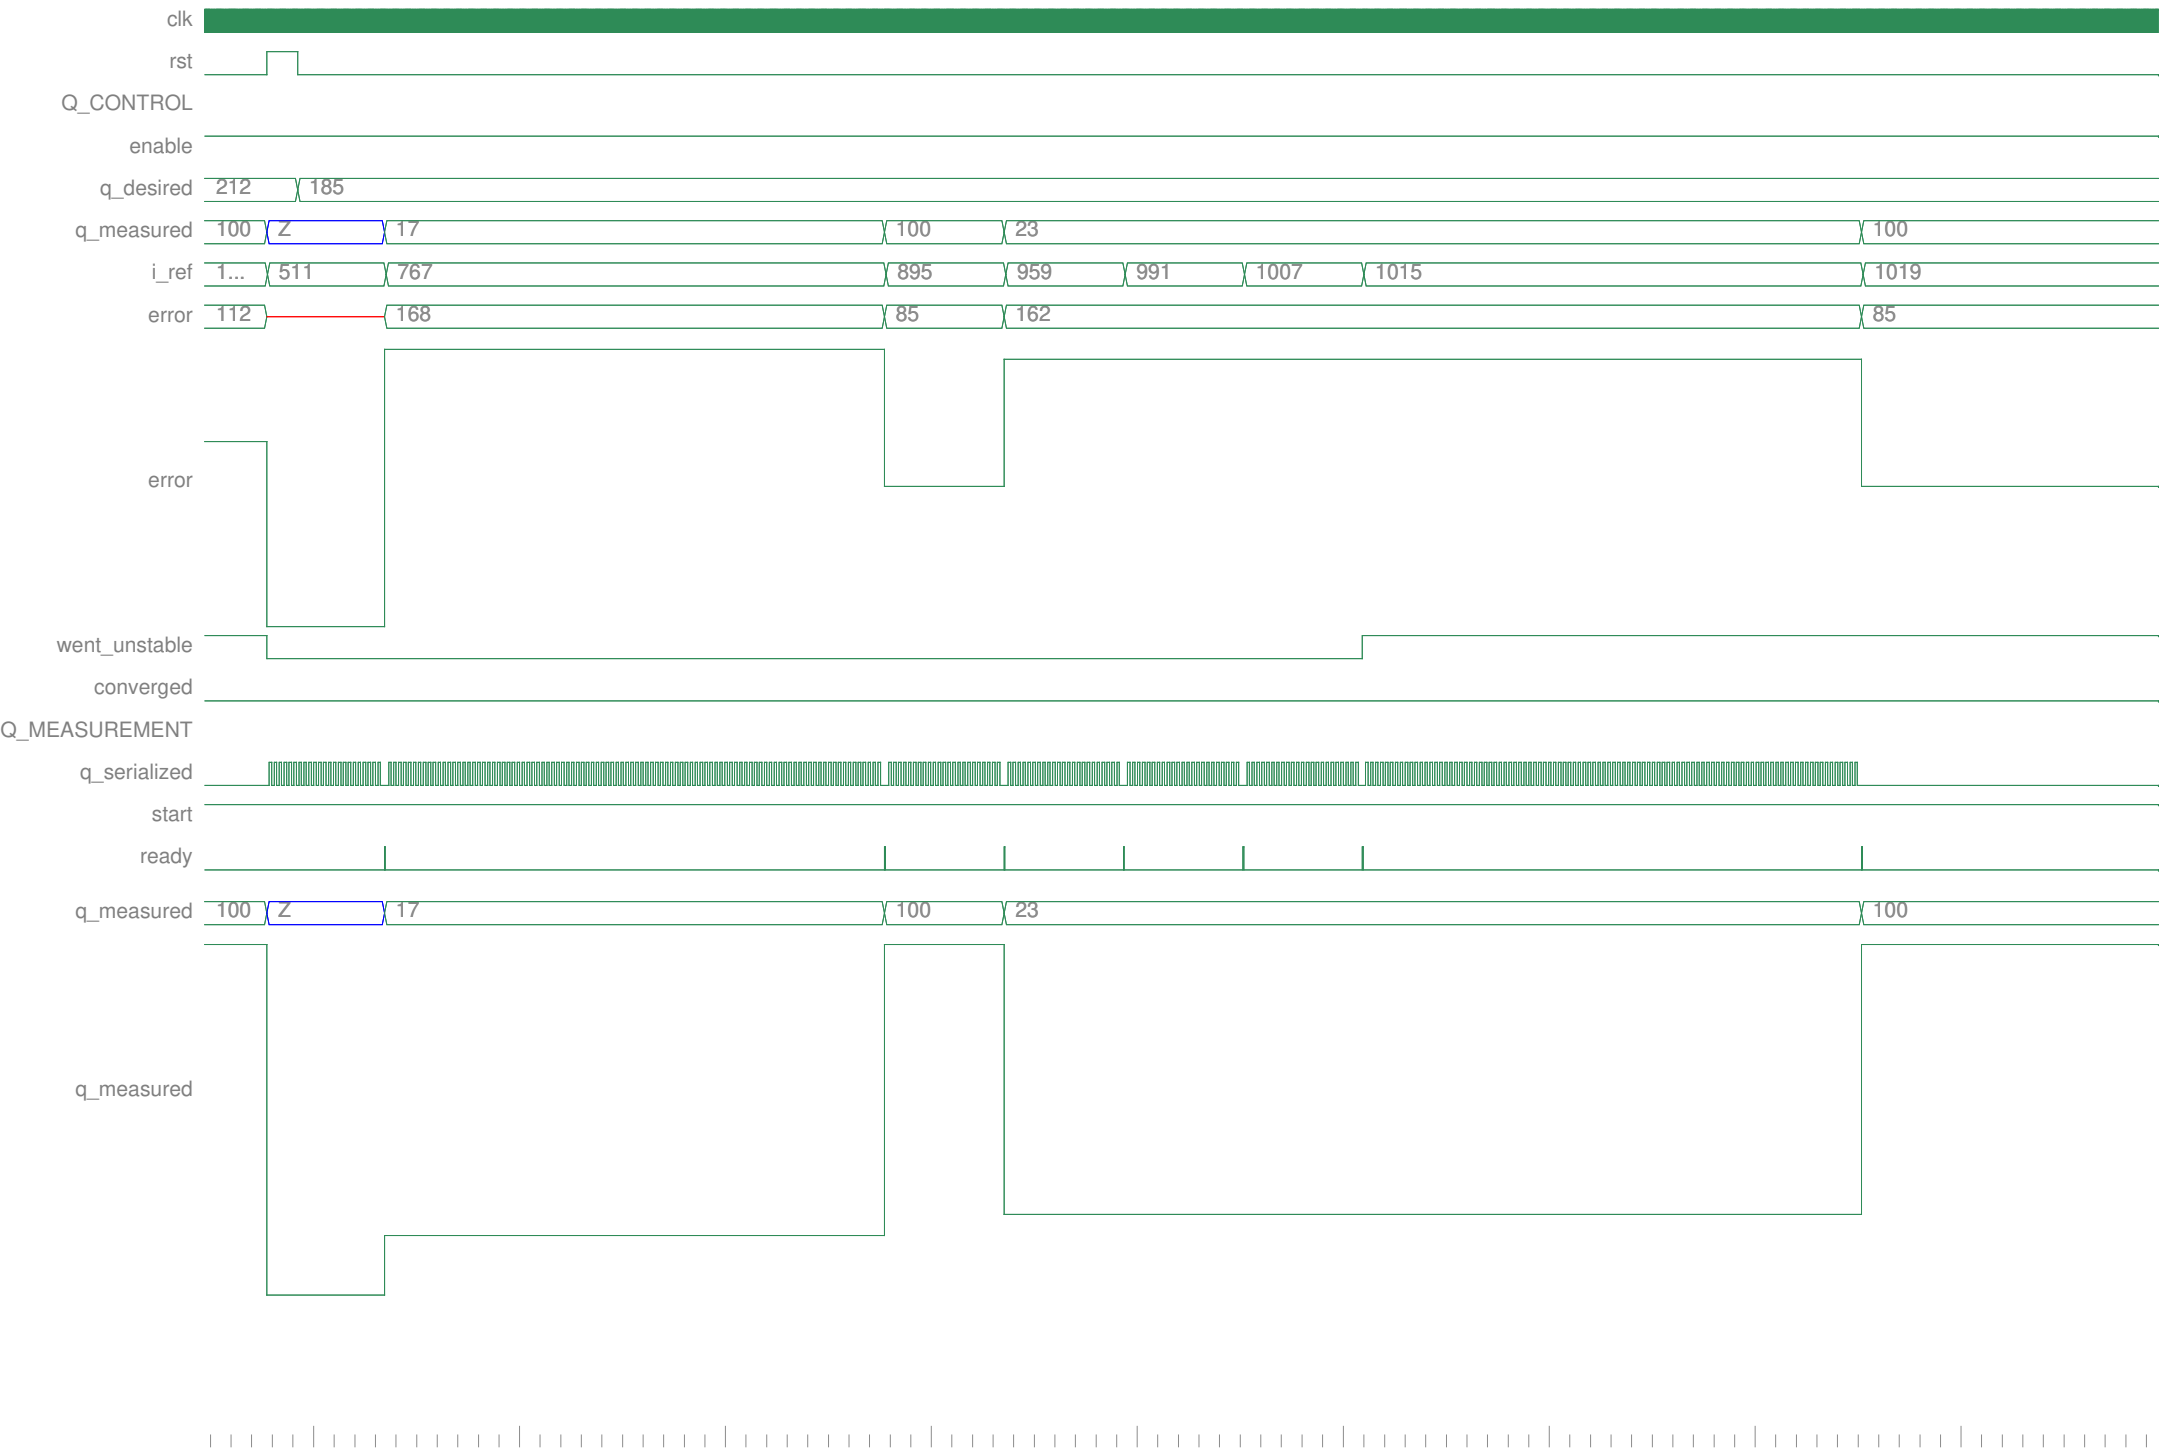 clk
rst
Q_CONTROL
enable
q_desired 212 185
q_measured 100 Z 17 100 23 100
i_ref 1... 511 767 895 959 991 1007 1015 1019
error 112 168 85 162 85
error
went_unstable
converged
Q_MEASUREMENT
q_serialized
start
ready
q_measured 100 Z 17 100 23 100
q_measured